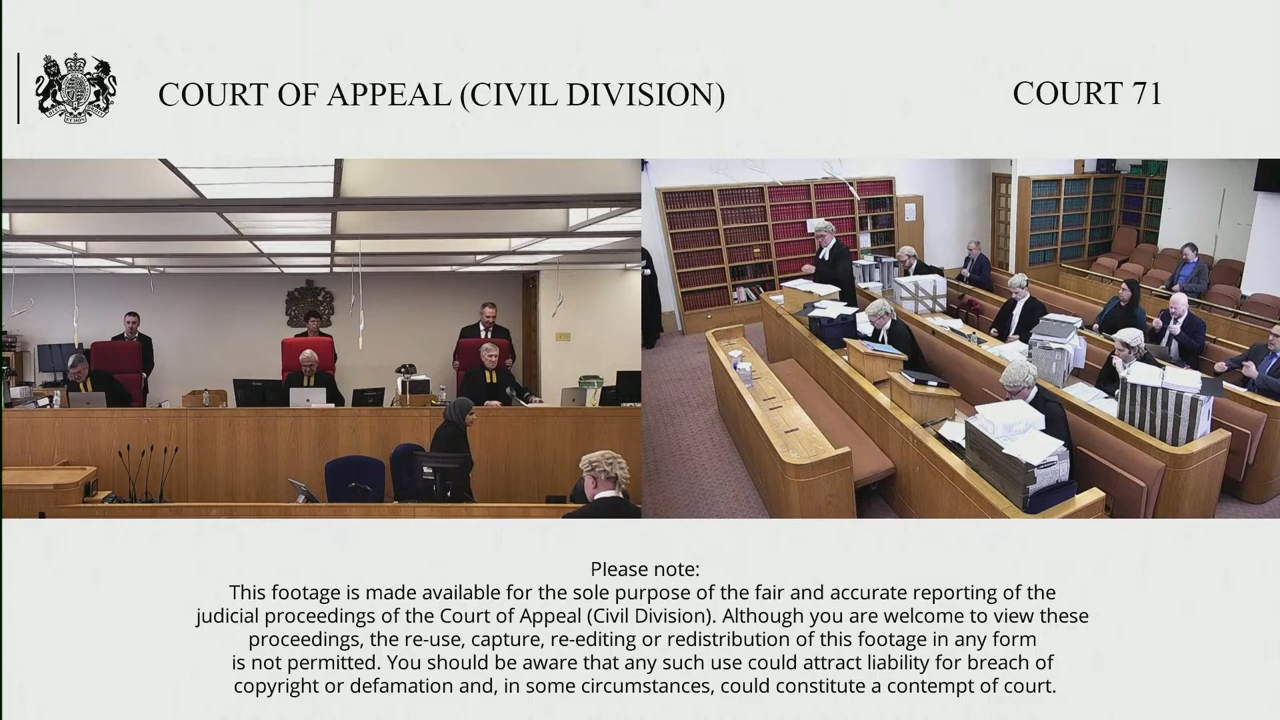 COURT OF APPEAL (CIVIL DIVISION)
COURT 71
Please note:
This footage is made available for the sole purpose of the fair and accurate reporting of the
judicial proceedings of the Court of Appeal (Civil Division). Although you are welcome to view these
proceedings, the re-use, capture, re-editing or redistribution of this footage in any form
is not permitted. You should be aware that any such use could attract liability for breach of
copyright or defamation and, in some circumstances, could constitute a contempt of court.